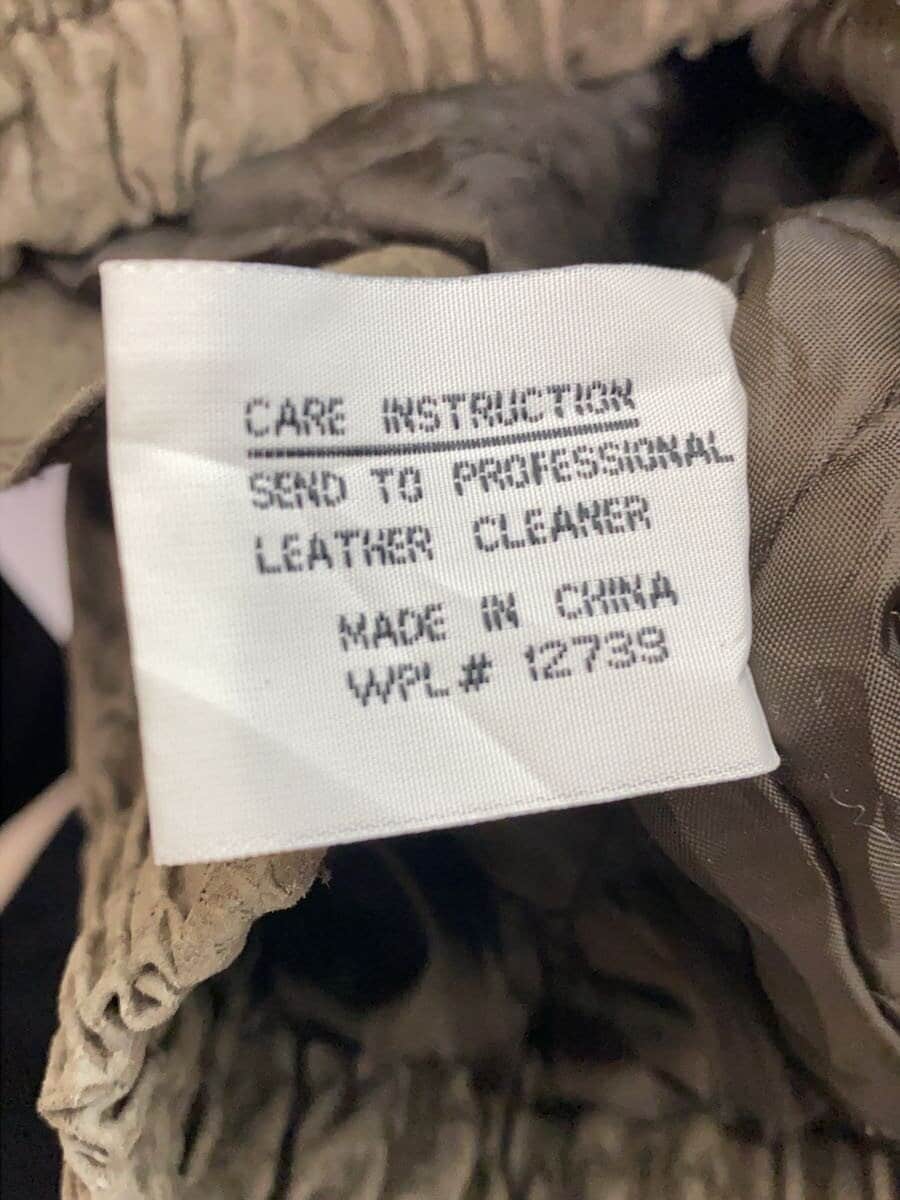 CARE INSTRUCTION
SEND TO PROFESSIONAL
LEATHER CLEANER
MADE IN CHINA
WPL# 12739